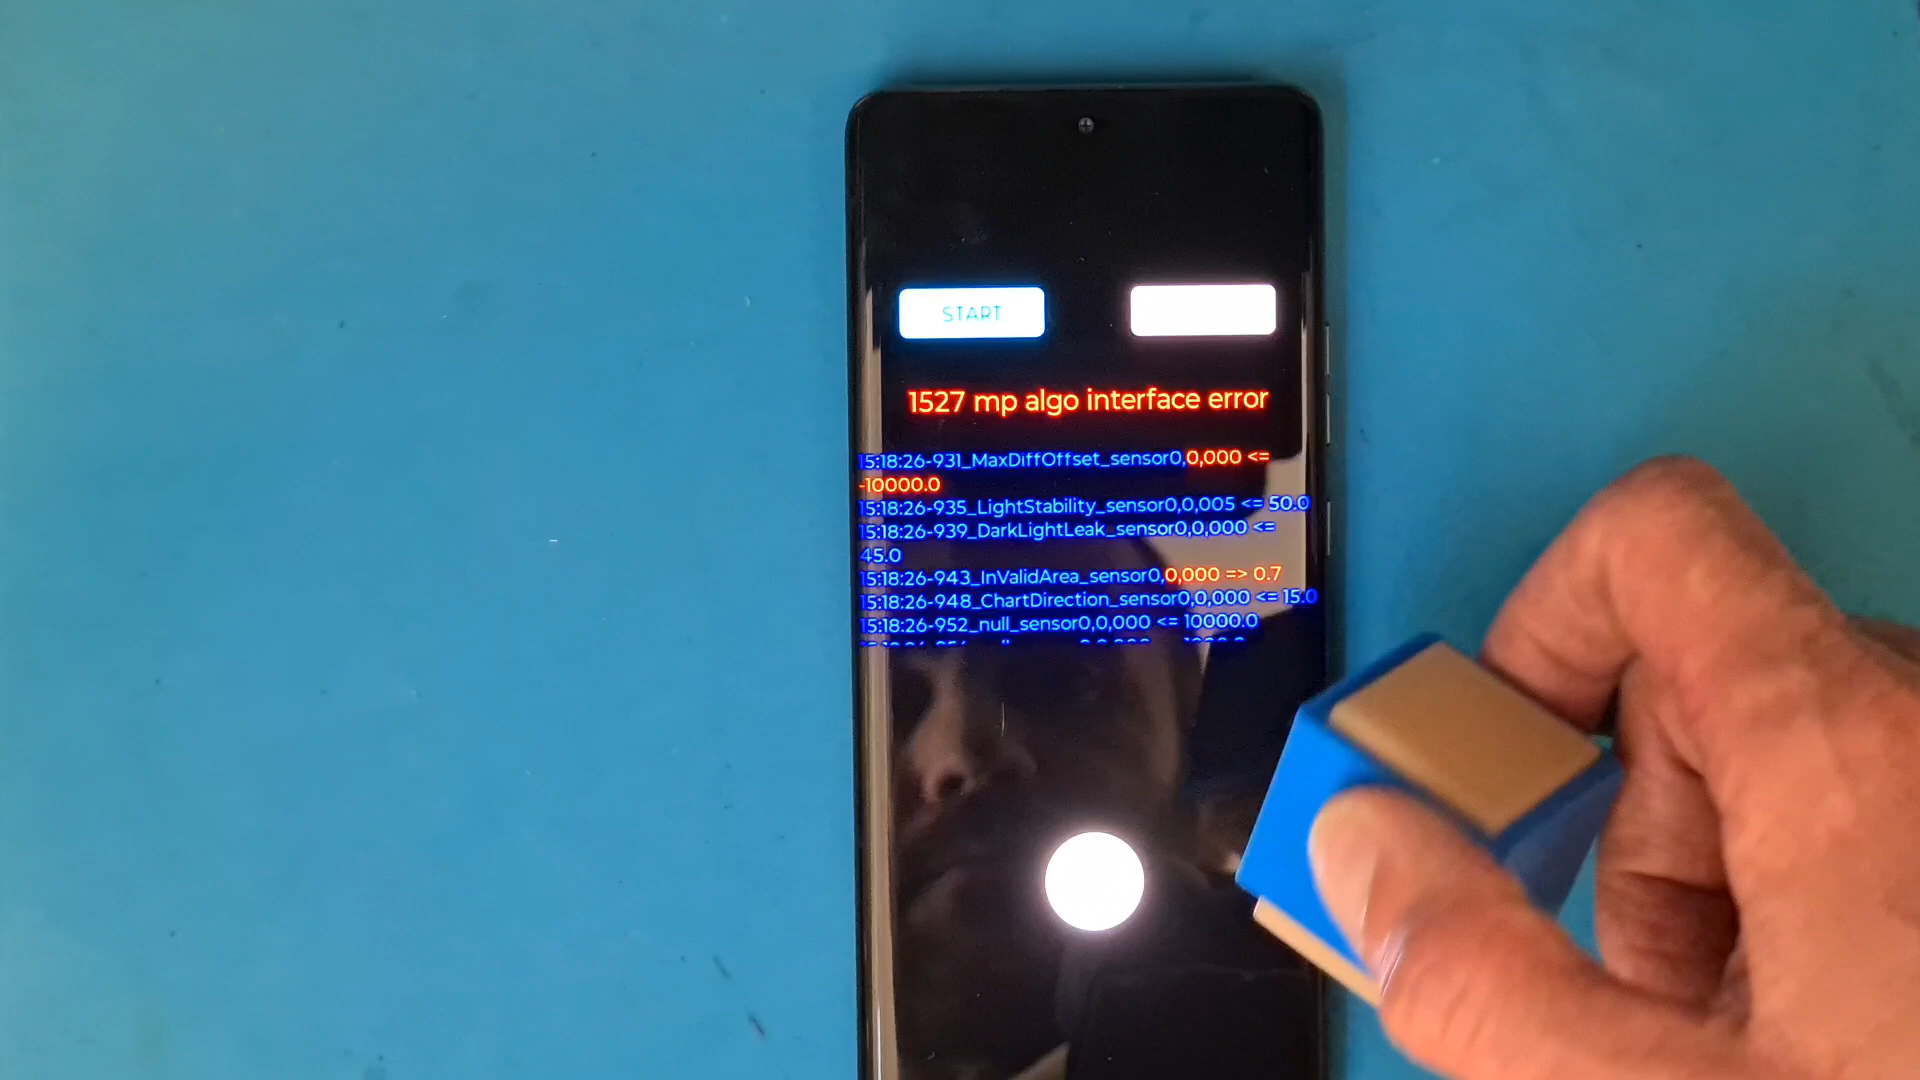 START
1527 mp algo interface error
15:18:26-931_MaxDiffOffset_sensor0,0,000 <=
-10000.0
15:18:26-935_LightStability_sensor0,0,005 <= 50.0
15:18:26-939_DarkLightLeak_sensor0,0,000 <=
45.0
15:18:26-943_InValidArea_sensor0,0,000 => 0.7
15:18:26-948_ChartDirection_sensor0,0,000 <= 15.0
15:18:26-952_null_sensor0,0,000 <= 10000.0